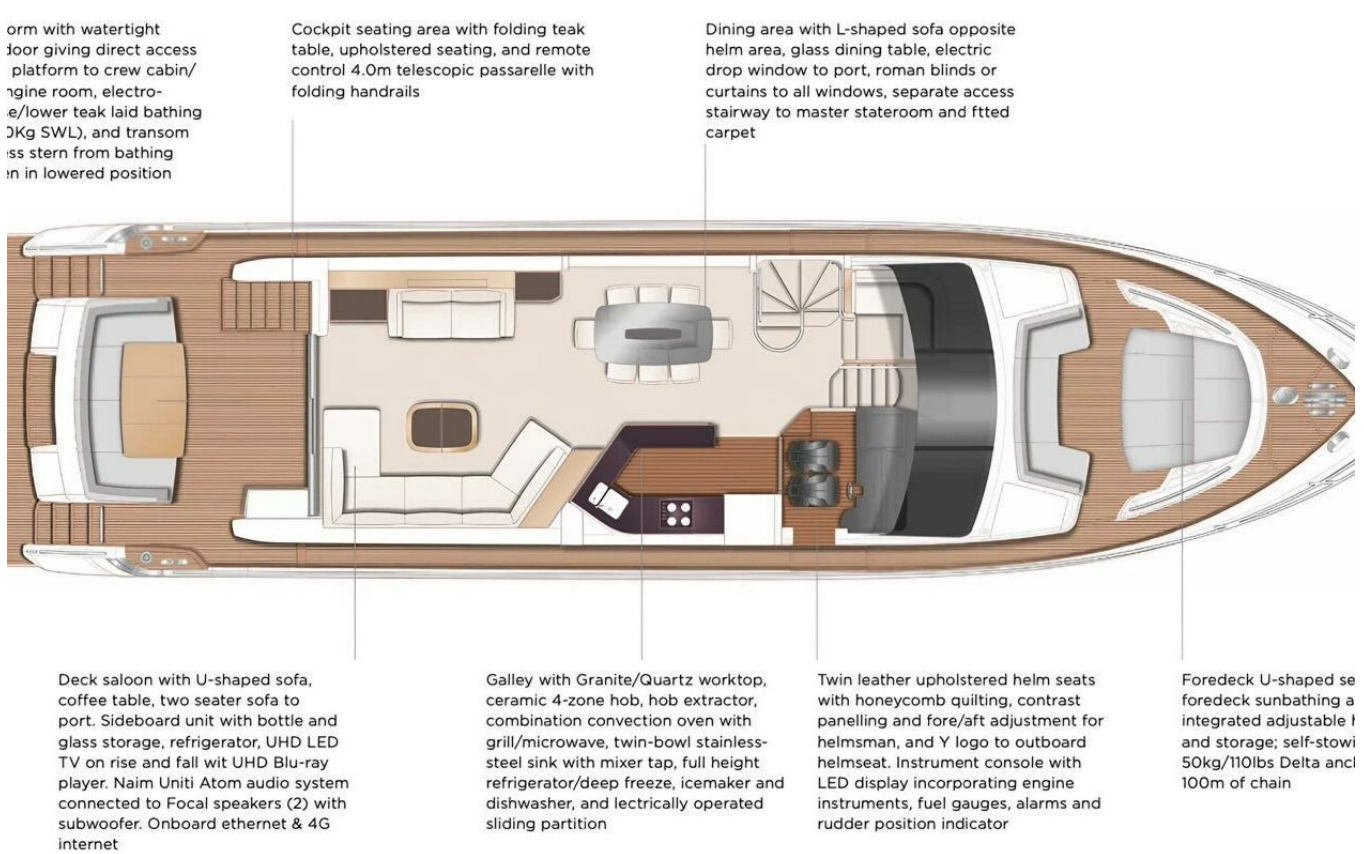 orm with watertight
door giving direct access
platform to crew cabin/
ngine room, electro-
e/lower teak laid bathing
0Kg SWL), and transom
ess stern from bathing
en in lowered position
Cockpit seating area with folding teak
table, upholstered seating, and remote
control 4.0m telescopic passarelle with
folding handrails
Dining area with L-shaped sofa opposite
helm area, glass dining table, electric
drop window to port, roman blinds or
curtains to all windows, separate access
stairway to master stateroom and ftted
carpet
Deck saloon with U-shaped sofa,
coffee table, two seater sofa to
port. Sideboard unit with bottle and
glass storage, refrigerator, UHD LED
TV on rise and fall wit UHD Blu-ray
player. Naim Uniti Atom audio system
connected to Focal speakers (2) with
subwoofer. Onboard ethernet & 4G
internet
Galley with Granite/Quartz worktop,
ceramic 4-zone hob, hob extractor,
combination convection oven with
grill/microwave, twin-bowl stainless-
steel sink with mixer tap, full height
refrigerator/deep freeze, icemaker and
dishwasher, and lectrically operated
sliding partition
Twin leather upholstered helm seats
with honeycomb quilting, contrast
panelling and fore/aft adjustment for
helmsman, and Y logo to outboard
helmseat. Instrument console with
LED display incorporating engine
instruments, fuel gauges, alarms and
rudder position indicator
Foredeck U-shaped se
foredeck sunbathing a
integrated adjustable h
and storage; self-stowi
50kg/110lbs Delta anch
100m of chain